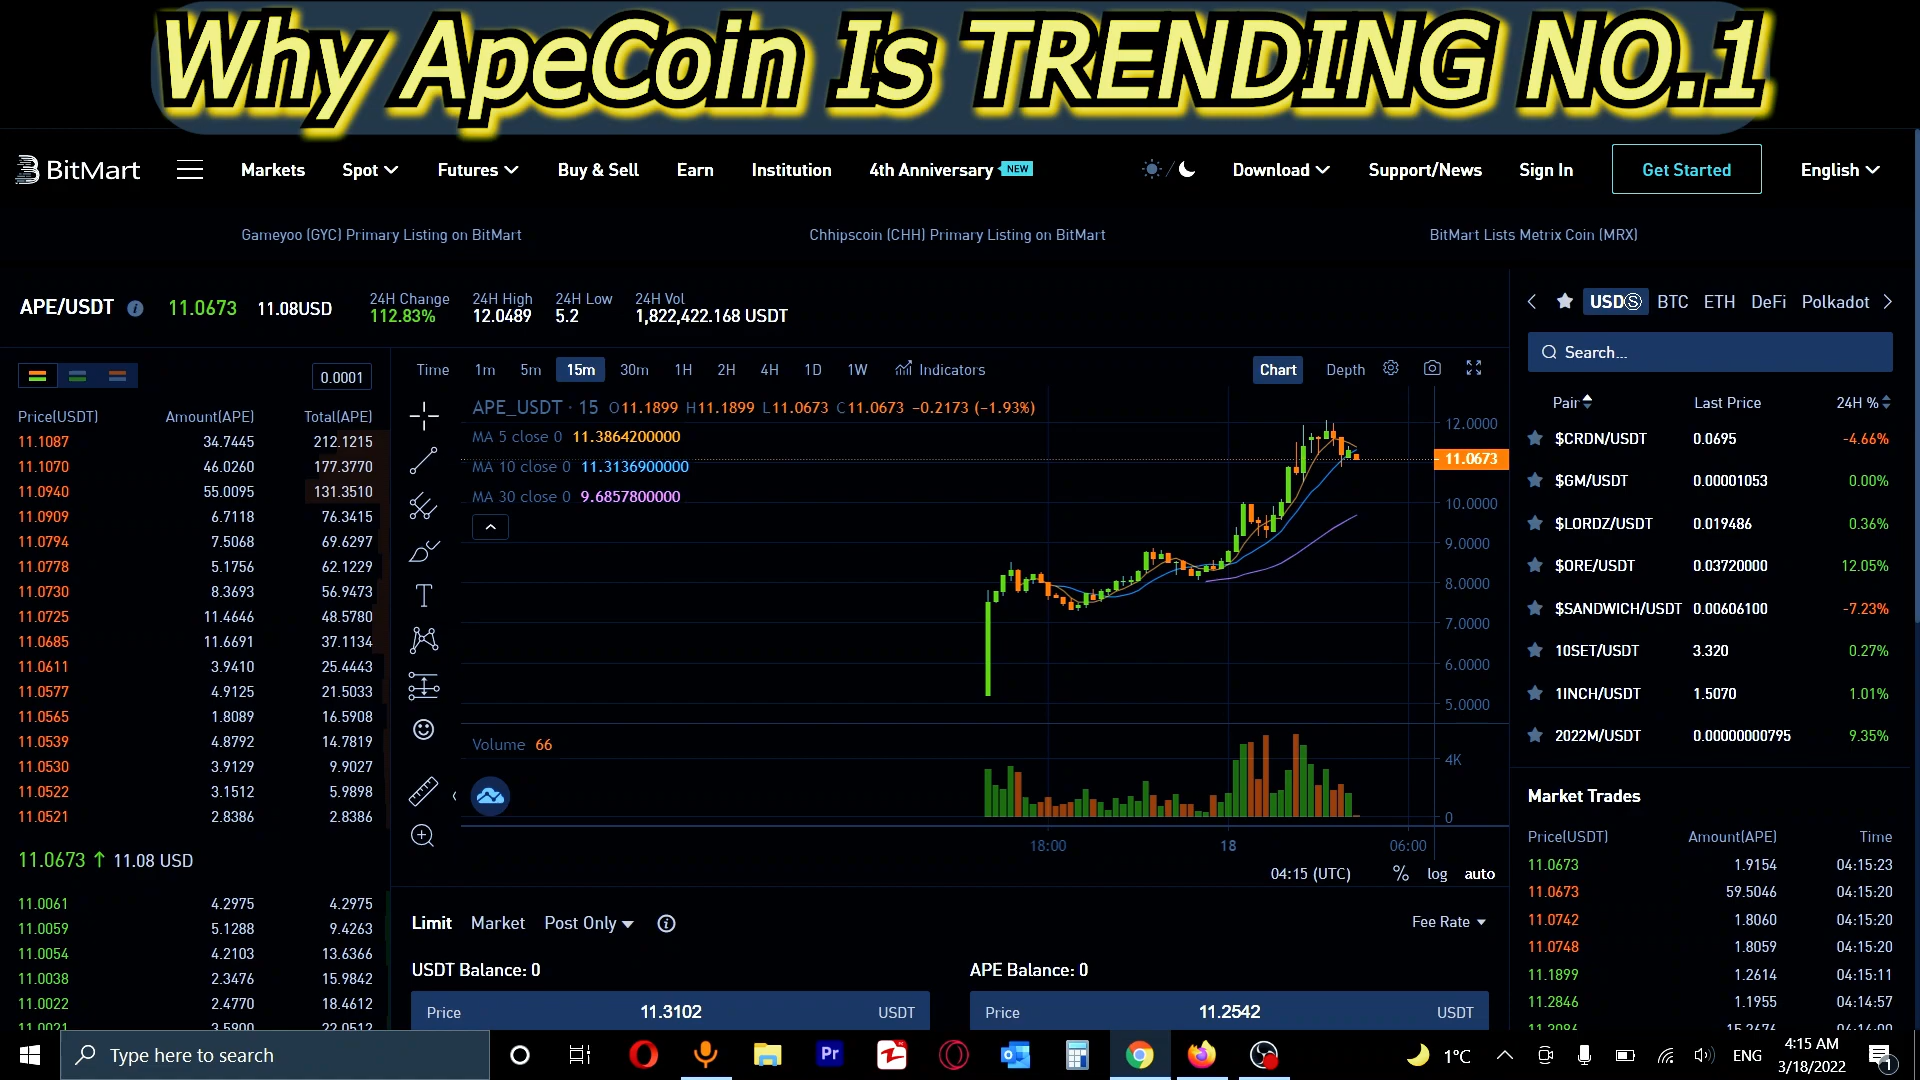 Why ApeCoin Is TRENDING NO.1
BitMart Markets Spot Futures Buy & Sell Earn Institution 4th Anniversary NEW / Download Support/News Sign In Get Started English
Gameyoo (GYC) Primary Listing on BitMart Chhipscoin (CHH) Primary Listing on BitMart BitMart Lists Metrix Coin (MRX)
APE/USDT 11.0673 11.08USD
24H Change 24H High 24H Low 24H Vol
112.83% 12.0489 5.2 1,822,422.168 USDT
0.0001
Price(USDT) Amount(APE) Total(APE)
11.1087 34.7445 212.1215
11.1070 46.0260 177.3770
11.0940 55.0095 131.3510
11.0909 6.7118 76.3415
11.0794 7.5068 69.6297
11.0778 5.1756 62.1229
11.0730 8.3693 56.9473
11.0725 11.4646 48.5780
11.0685 11.6691 37.1134
11.0611 3.9410 25.4443
11.0577 4.9125 21.5033
11.0565 1.8089 16.5908
11.0539 4.8792 14.7819
11.0530 3.9129 9.9027
11.0522 3.1512 5.9898
11.0521 2.8386 2.8386
11.0673 ↑ 11.08 USD
11.0061 4.2975 4.2975
11.0059 5.1288 9.4263
11.0054 4.2103 13.6366
11.0038 2.3476 15.9842
11.0022 2.4770 18.4612
11.0021 3.5900 22.0512
Time 1m 5m 15m 30m 1H 2H 4H 1D 1W Indicators Chart Depth
APE_USDT · 15 O11.1899 H11.1899 L11.0673 C11.0673 -0.2173 (-1.93%)
MA 5 close 0 11.3864200000
MA 10 close 0 11.3136900000
MA 30 close 0 9.6857800000
12.0000
11.0673
10.0000
9.0000
8.0000
7.0000
6.0000
5.0000
Volume 66
4K
0
18:00 18 06:00
04:15 (UTC) % log auto
Limit Market Post Only Fee Rate
USDT Balance: 0 APE Balance: 0
Price 11.3102 USDT Price 11.2542 USDT
USDⓈ BTC ETH DeFi Polkadot
Search...
Pair Last Price 24H %
$CRDN/USDT 0.0695 -4.66%
$GM/USDT 0.00001053 0.00%
$LORDZ/USDT 0.019486 0.36%
$ORE/USDT 0.03720000 12.05%
$SANDWICH/USDT 0.00606100 -7.23%
10SET/USDT 3.320 0.27%
1INCH/USDT 1.5070 1.01%
2022M/USDT 0.00000000795 9.35%
Market Trades
Price(USDT) Amount(APE) Time
11.0673 1.9154 04:15:23
11.0673 59.5046 04:15:20
11.0742 1.8060 04:15:20
11.0748 1.8059 04:15:20
11.1899 1.2614 04:15:11
11.2846 1.1955 04:14:57
Type here to search Pr 1°C ENG
4:15 AM
3/18/2022
1